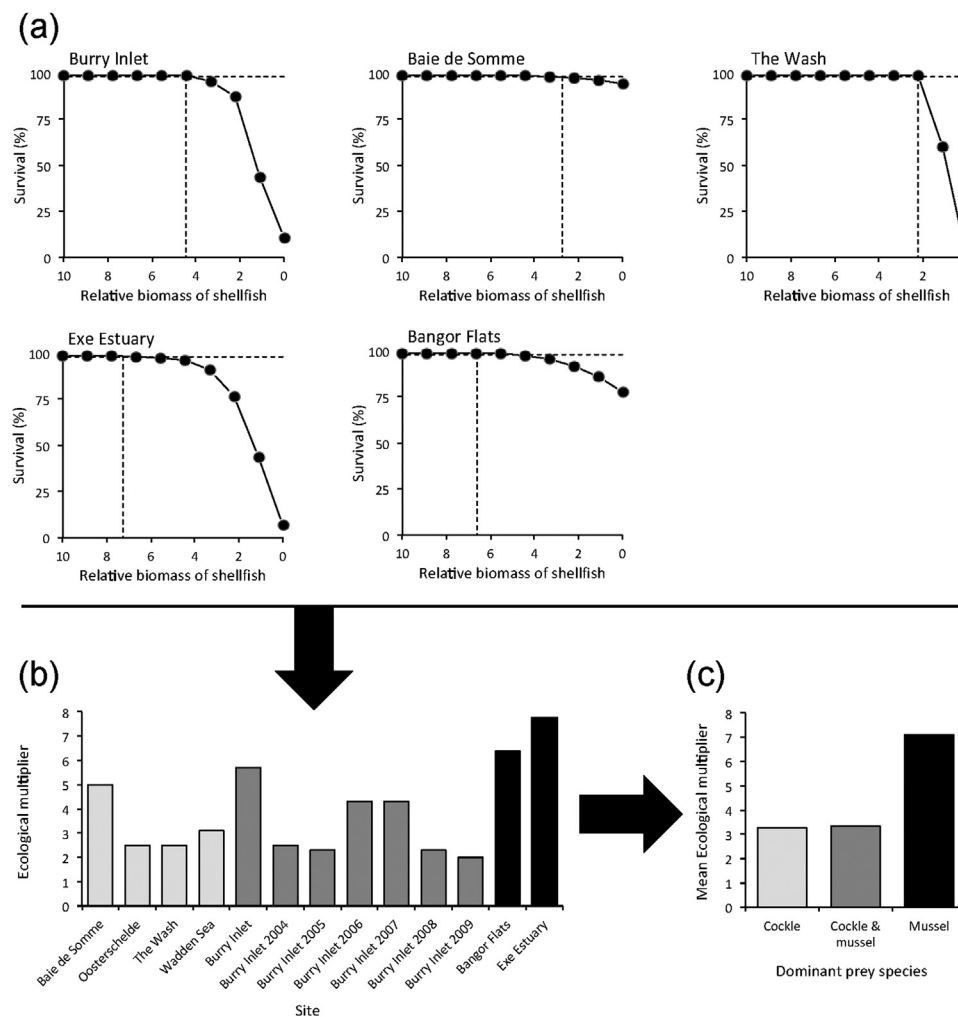 (a)
Burry Inlet
Baie de Somme
The Wash
100
75
50
25
0
Survival (%)
10 8 6 4 2 0
Relative biomass of shellfish
100
75
50
25
0
Survival (%)
10 8 6 4 2 0
Relative biomass of shellfish
100
75
50
25
0
Survival (%)
10 8 6 4 2
Relative biomass of shellfish
Exe Estuary
Bangor Flats
100
75
50
25
0
Survival (%)
10 8 6 4 2 0
Relative biomass of shellfish
100
75
50
25
0
Survival (%)
10 8 6 4 2 0
Relative biomass of shellfish
(b)
8
7
6
5
4
3
2
1
0
Ecological multiplier
Baie de Somme
Oosterschelde
The Wash
Wadden Sea
Burry Inlet
Burry Inlet 2004
Burry Inlet 2005
Burry Inlet 2006
Burry Inlet 2007
Burry Inlet 2008
Burry Inlet 2009
Bangor Flats
Exe Estuary
Site
(c)
8
7
6
5
4
3
2
1
0
Mean Ecological multiplier
Cockle
Cockle &
mussel
Mussel
Dominant prey species